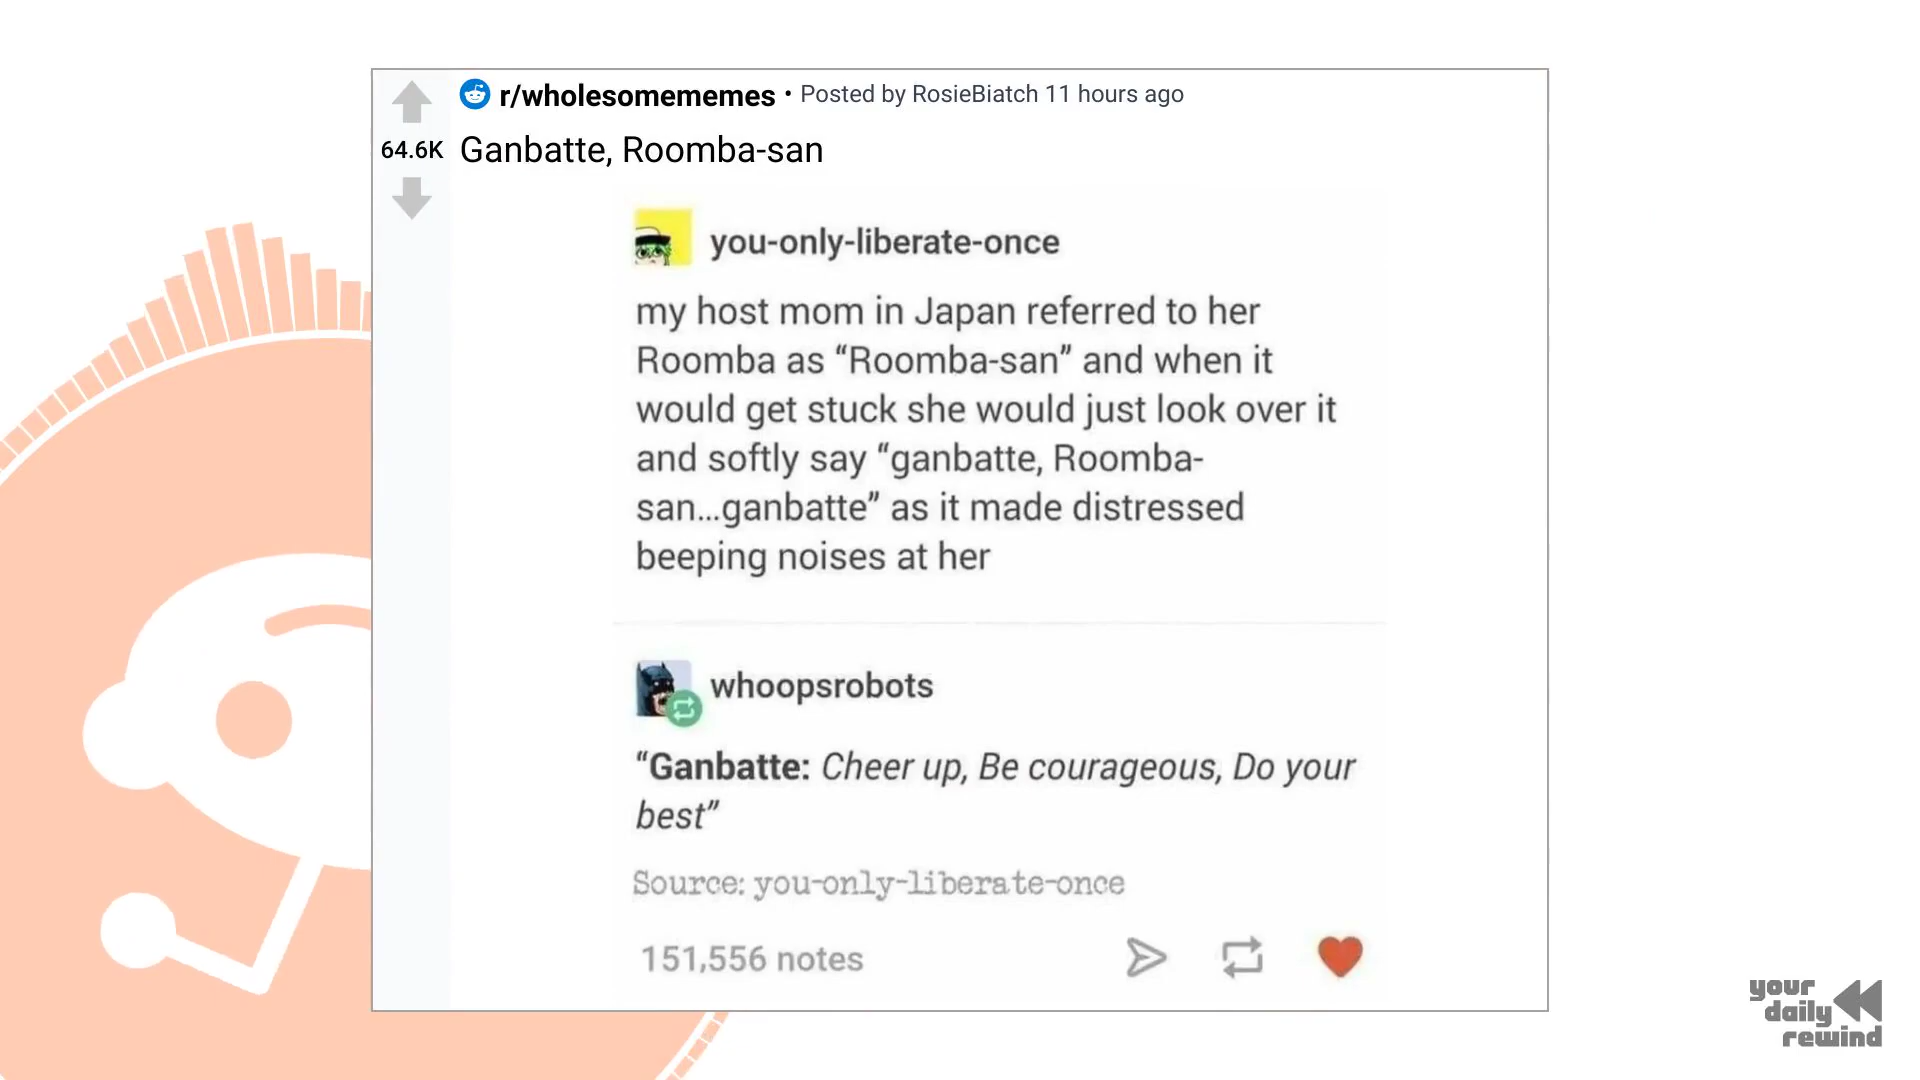 r/wholesomememes • Posted by RosieBiatch 11 hours ago
64.6K
Ganbatte, Roomba-san
you-only-liberate-once
my host mom in Japan referred to her
Roomba as “Roomba-san” and when it
would get stuck she would just look over it
and softly say “ganbatte, Roomba-
san...ganbatte” as it made distressed
beeping noises at her
whoopsrobots
“Ganbatte: Cheer up, Be courageous, Do your
best”
Source: you-only-liberate-once
151,556 notes
your
daily
rewind